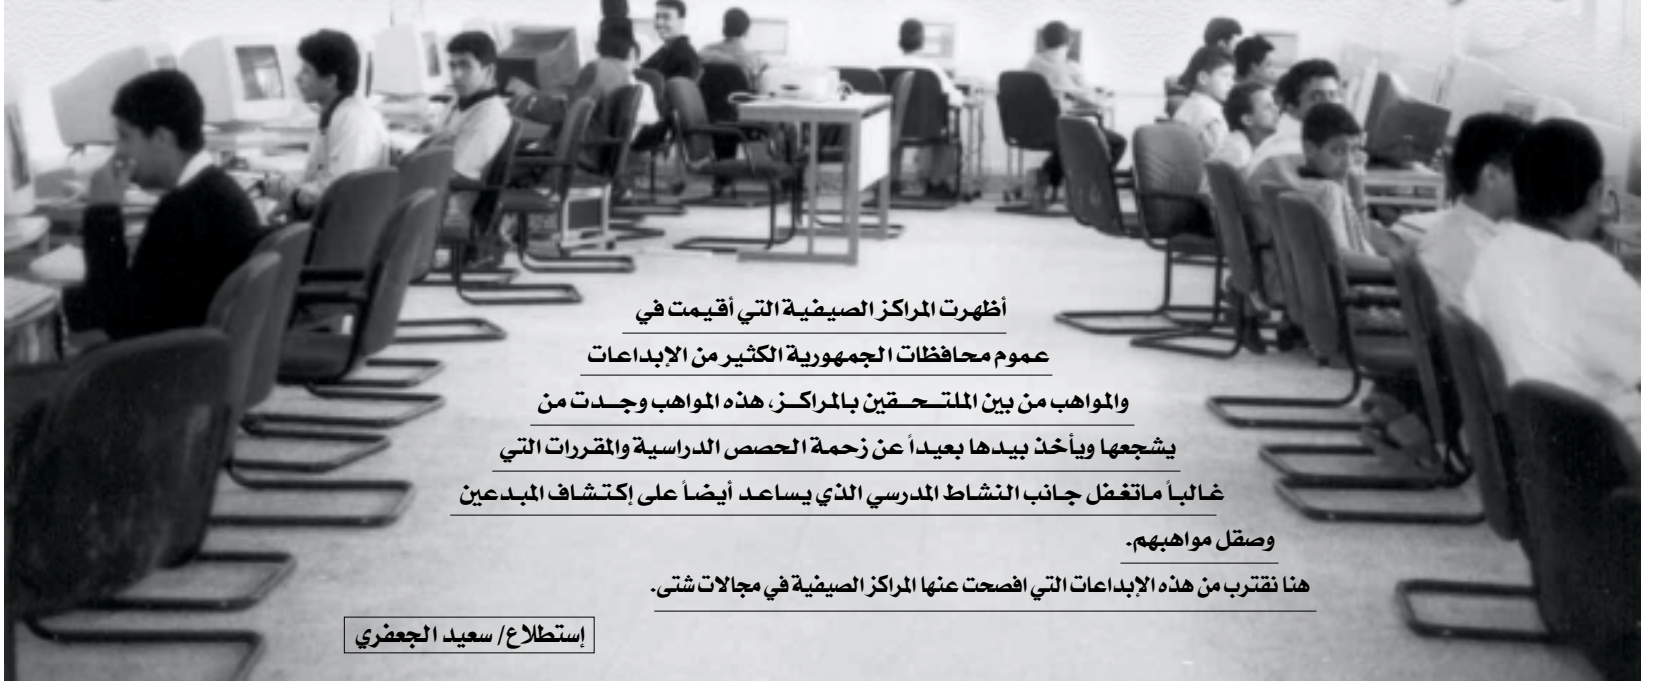 أظهرت المراكز الصيفية التي أقيمت في
عموم محافظات الجمهورية الكثير من الإبداعات
والمواهب من بين الملتحقين بالمراكز، هذه المواهب وجدت من
يشجعها ويأخذ بيدها بعيداً عن زحمة الحصص الدراسية والمقررات التي
غالباً ماتغفل جانب النشاط المدرسي الذي يساعد أيضاً على إكتشاف المبدعين
وصقل مواهبهم.
هنا نقترب من هذه الإبداعات التي افصحت عنها المراكز الصيفية في مجالات شتى.
إستطلاع/ سعيد الجعفري